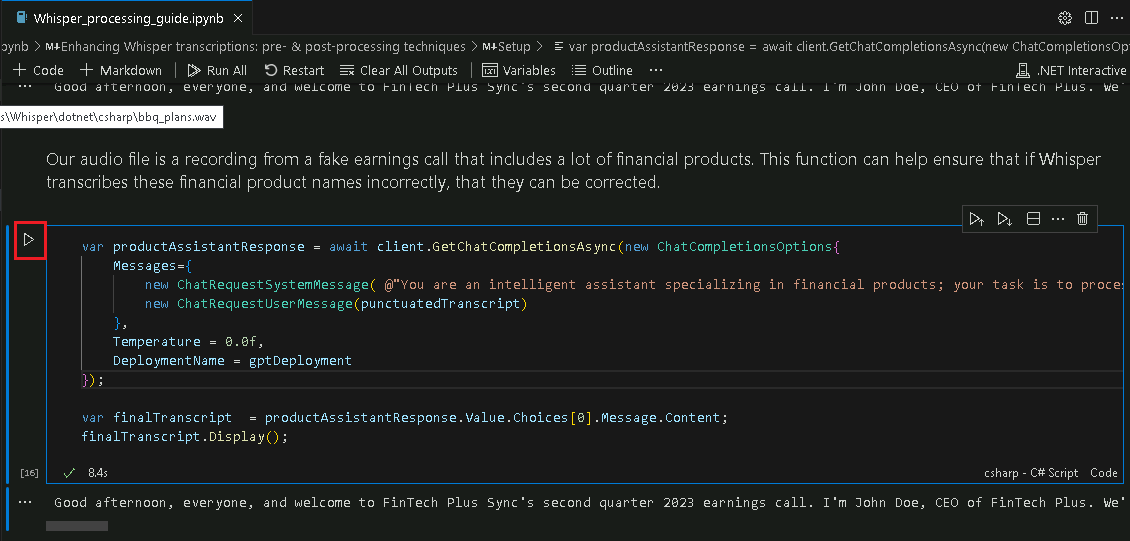 Whisper_processing_guide.ipynb
ipynb > M↓Enhancing Whisper transcriptions: pre- & post-processing techniques > M↓Setup > var productAssistantResponse = await client.GetChatCompletionsAsync(new ChatCompletionsOp
+ Code + Markdown Run All Restart Clear All Outputs Variables Outline ... .NET Interactive
... Good afternoon, everyone, and welcome to FinTech Plus Sync's second quarter 2023 earnings call. I'm John Doe, CEO of FinTech Plus. We'
s\Whisper\dotnet\csharp\bbq_plans.wav
Our audio file is a recording from a fake earnings call that includes a lot of financial products. This function can help ensure that if Whisper
transcribes these financial product names incorrectly, that they can be corrected.
var productAssistantResponse = await client.GetChatCompletionsAsync(new ChatCompletionsOptions{
Messages={
new ChatRequestSystemMessage( @"You are an intelligent assistant specializing in financial products; your task is to proces
new ChatRequestUserMessage(punctuatedTranscript)
},
Temperature = 0.0f,
DeploymentName = gptDeployment
});
var finalTranscript = productAssistantResponse.Value.Choices[0].Message.Content;
finalTranscript.Display();
[16] ✓ 8.4s csharp - C# Script Code
... Good afternoon, everyone, and welcome to FinTech Plus Sync's second quarter 2023 earnings call. I'm John Doe, CEO of FinTech Plus. We'